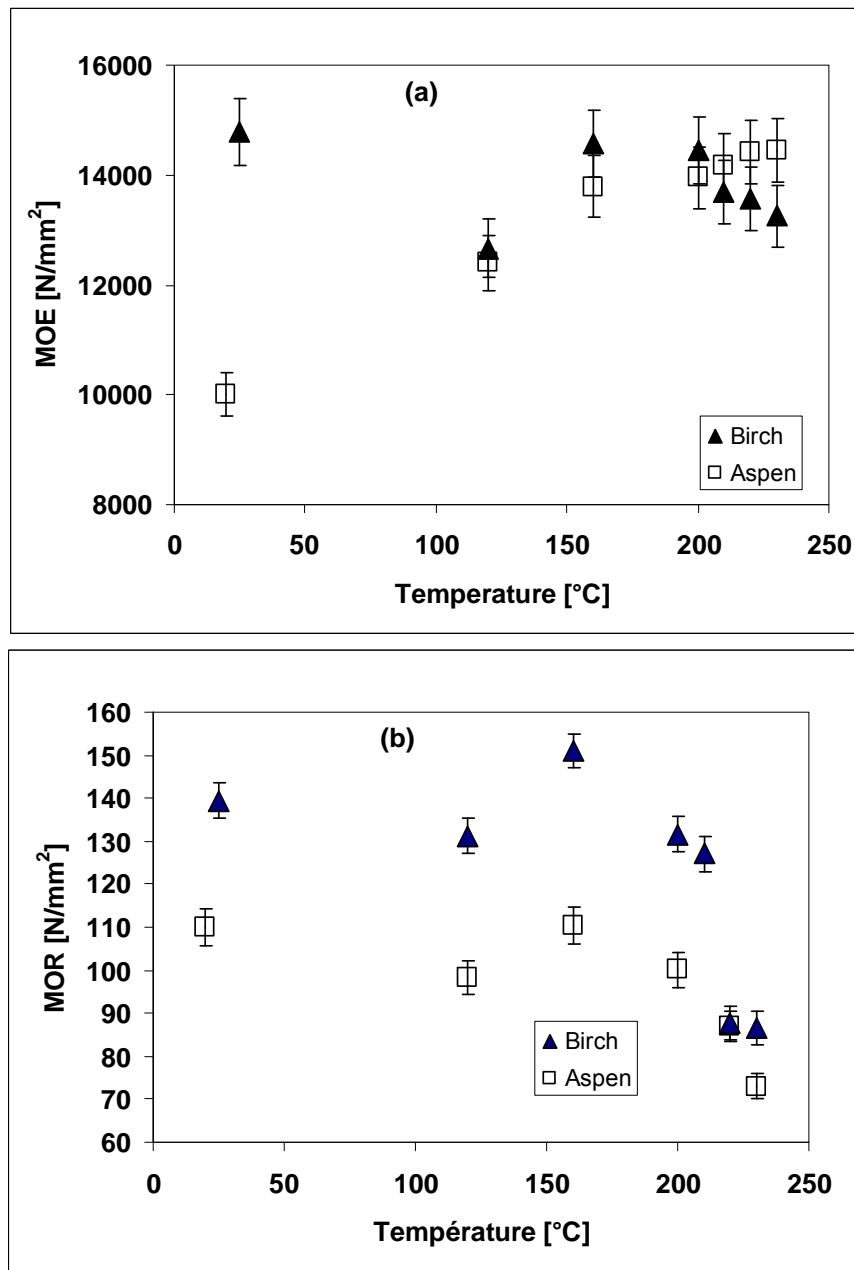 (a)
MOE [N/mm²]
16000
14000
12000
10000
8000
0 50 100 150 200 250
Temperature [°C]
Birch
Aspen
(b)
MOR [N/mm²]
160
150
140
130
120
110
100
90
80
70
60
0 50 100 150 200 250
Température [°C]
Birch
Aspen